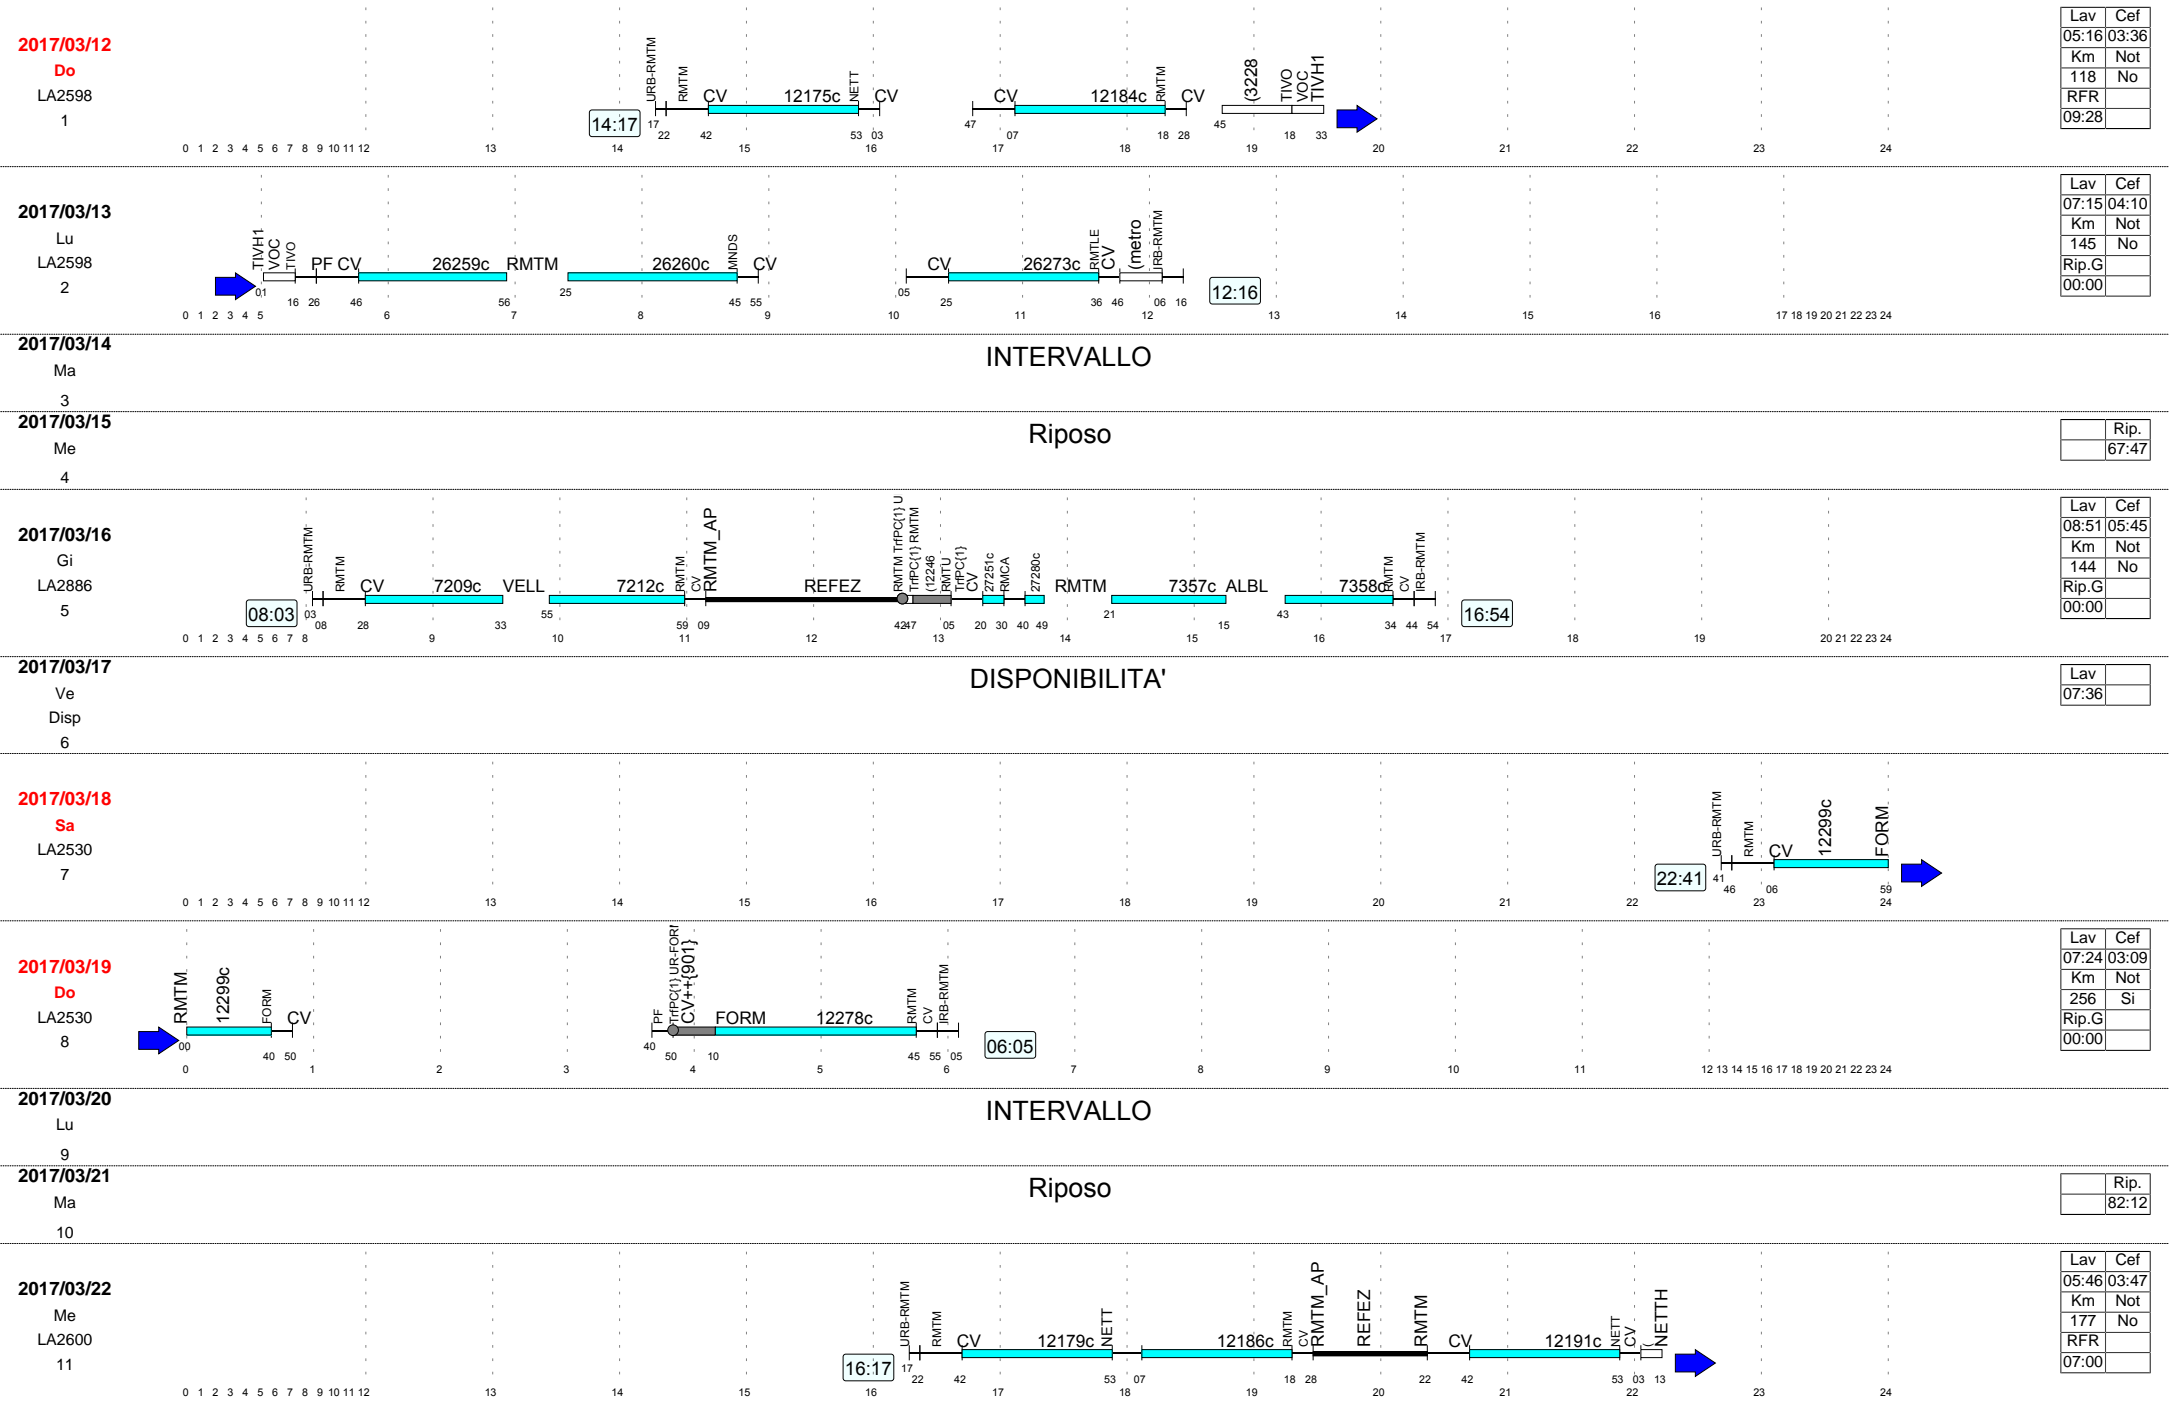 2017/03/12
Do
LA2598
1
14:17
URB-RMTM
RMTM
CV
12175c
NETT
CV
CV
12184c
RMTM
CV
(3228
TIVO
VOC
TIVH1
17 22 42 53 03 47 07 18 28 45 18 33
0 1 2 3 4 5 6 7 8 9 10 11 12 13 14 15 16 17 18 19 20 21 22 23 24
Lav Cef
05:16 03:36
Km Not
118 No
RFR
09:28
2017/03/13
Lu
LA2598
2
TIVH1
VOC
TIVO
PF CV
26259c
RMTM
26260c
MNDS
CV
CV
26273c
RMTLE
CV
(metro
IRB-RMTM
12:16
01 16 26 46 56 25 45 55 05 25 36 46 06 16
0 1 2 3 4 5 6 7 8 9 10 11 12 13 14 15 16 17 18 19 20 21 22 23 24
Lav Cef
07:15 04:10
Km Not
145 No
Rip.G
00:00
2017/03/14
Ma
3
INTERVALLO
2017/03/15
Me
4
Riposo
Rip.
67:47
2017/03/16
Gi
LA2886
5
08:03
URB-RMTM
RMTM
CV
7209c
VELL
7212c
RMTM
CV
RMTM_AP
REFEZ
RMTM TrfPC{1} U
TrfPC{1} RMTM
(12246
RMTU
TrfPC{1}
CV
27251c
RMCA
27280c
RMTM
7357c
ALBL
7358c
RMTM
CV
IRB-RMTM
16:54
03 08 28 33 55 59 09 42 47 05 20 30 40 49 21 15 43 34 44 54
0 1 2 3 4 5 6 7 8 9 10 11 12 13 14 15 16 17 18 19 20 21 22 23 24
Lav Cef
08:51 05:45
Km Not
144 No
Rip.G
00:00
2017/03/17
Ve
Disp
6
DISPONIBILITA'
Lav
07:36
2017/03/18
Sa
LA2530
7
22:41
URB-RMTM
RMTM
CV
12299c
FORM
41 46 06 59
0 1 2 3 4 5 6 7 8 9 10 11 12 13 14 15 16 17 18 19 20 21 22 23 24
2017/03/19
Do
LA2530
8
RMTM
12299c
FORM
CV
PF
TrfPC{1} UR-FORM
CV++{901}
FORM
12278c
RMTM
CV
IRB-RMTM
06:05
00 40 50 40 50 10 45 55 05
0 1 2 3 4 5 6 7 8 9 10 11 12 13 14 15 16 17 18 19 20 21 22 23 24
Lav Cef
07:24 03:09
Km Not
256 Si
Rip.G
00:00
2017/03/20
Lu
9
INTERVALLO
2017/03/21
Ma
10
Riposo
Rip.
82:12
2017/03/22
Me
LA2600
11
16:17
URB-RMTM
RMTM
CV
12179c
NETT
12186c
RMTM
CV
RMTM_AP
REFEZ
RMTM
CV
12191c
NETT
CV
(
NETTH
17 22 42 53 07 18 28 22 42 53 03 13
0 1 2 3 4 5 6 7 8 9 10 11 12 13 14 15 16 17 18 19 20 21 22 23 24
Lav Cef
05:46 03:47
Km Not
177 No
RFR
07:00